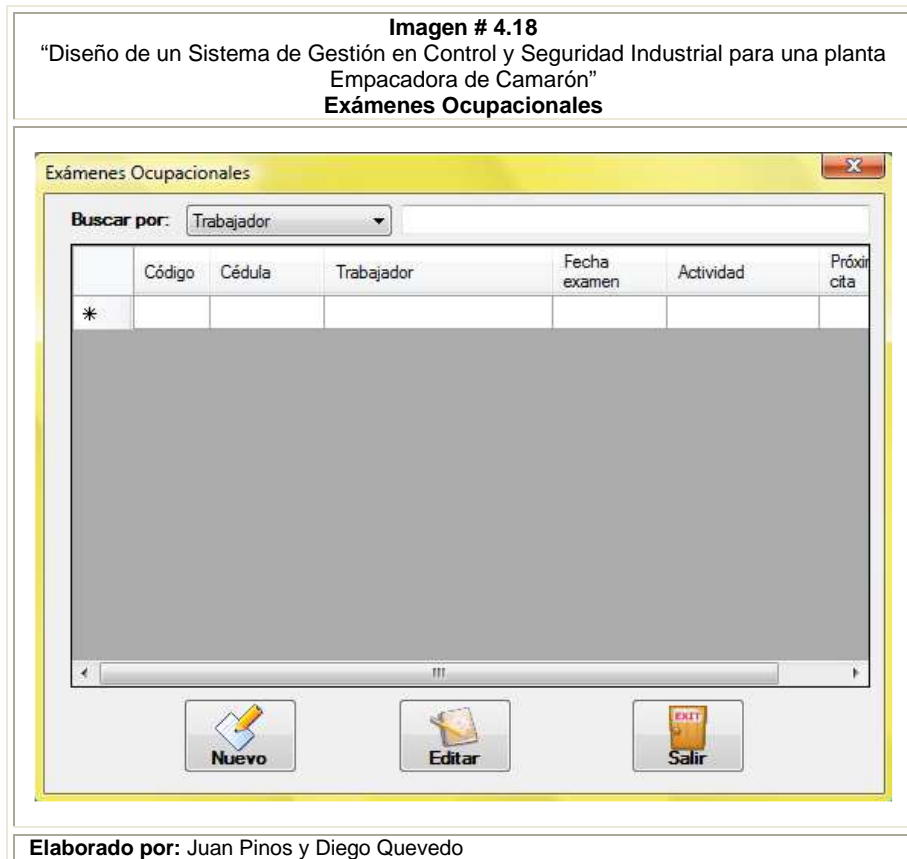 Imagen # 4.18
“Diseño de un Sistema de Gestión en Control y Seguridad Industrial para una planta
Empacadora de Camarón”
Exámenes Ocupacionales
Exámenes Ocupacionales
Buscar por: Trabajador
Código Cédula Trabajador Fecha examen Actividad Próxin cita
Nuevo Editar EXIT Salir
Elaborado por: Juan Pinos y Diego Quevedo